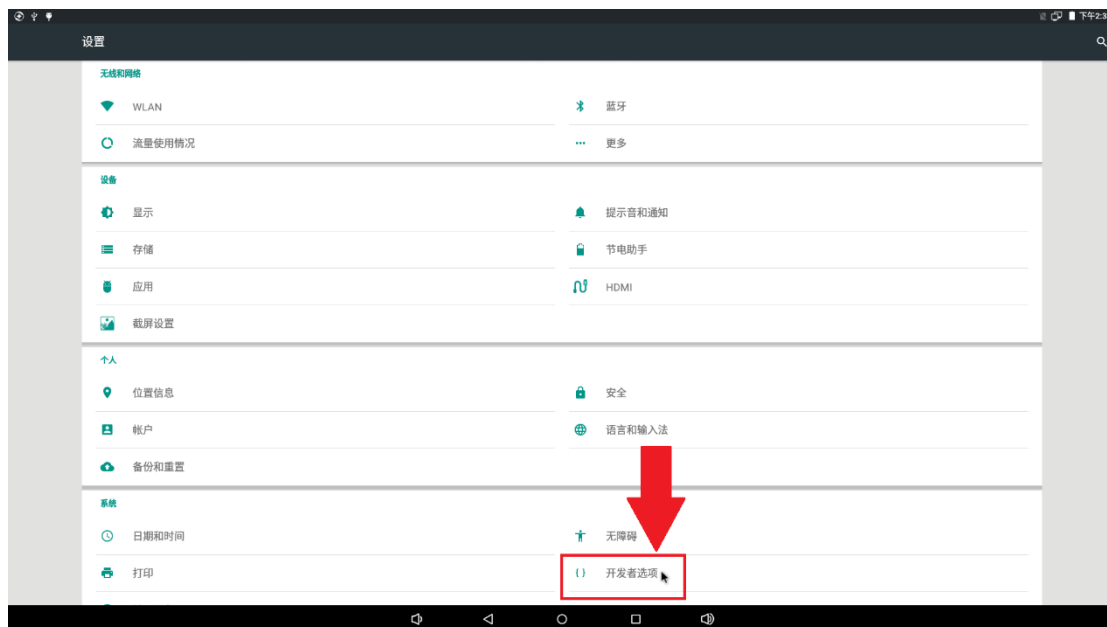 下午2:3
设置
无线和网络
WLAN
蓝牙
流量使用情况
更多
设备
显示
提示音和通知
存储
节电助手
应用
HDMI
截屏设置
个人
位置信息
安全
帐户
语言和输入法
备份和重置
系统
日期和时间
无障碍
打印
{ } 开发者选项